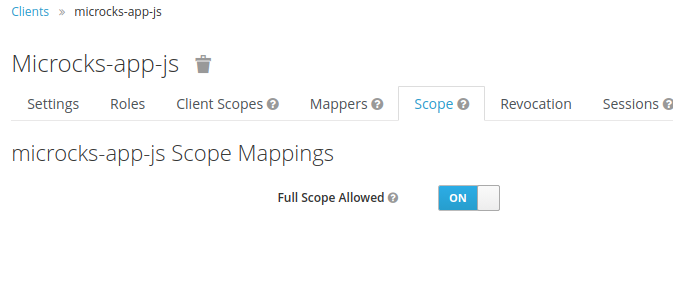 Clients » microcks-app-js
Microcks-app-js
Settings Roles Client Scopes Mappers Scope Revocation Sessions
microcks-app-js Scope Mappings
Full Scope Allowed ON